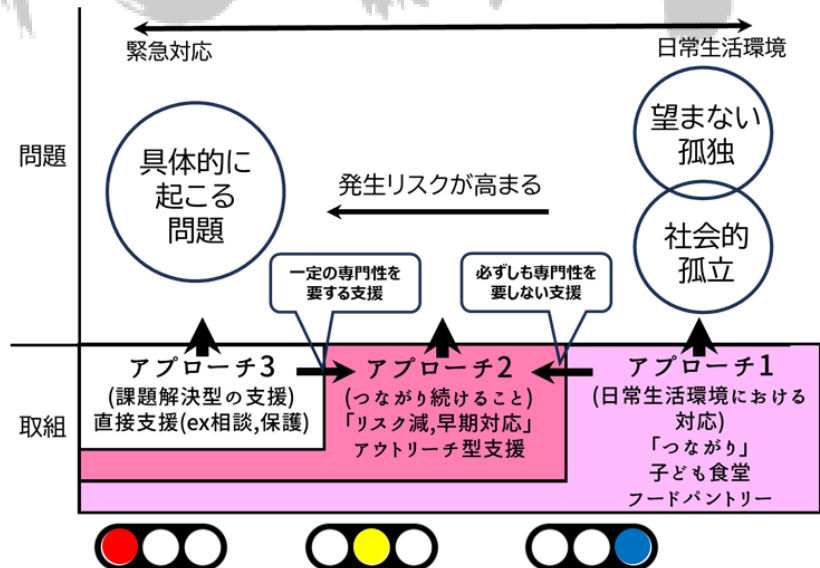 緊急対応
日常生活環境
問題
具体的に
起こる
問題
発生リスクが高まる
望まない
孤独
社会的
孤立
一定の専門性を
要する支援
必ずしも専門性を
要しない支援
取組
アプローチ3
(課題解決型の支援)
直接支援(ex相談,保護)
アプローチ2
(つながり続けること)
「リスク減,早期対応」
アウトリーチ型支援
アプローチ1
(日常生活環境における
対応)
「つながり」
子ども食堂
フードパントリー